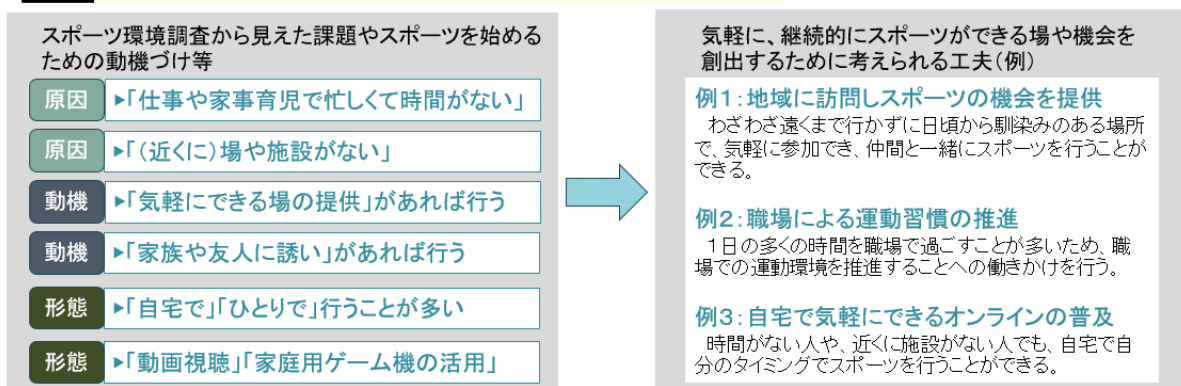 スポーツ環境調査から見えた課題やスポーツを始める
ための動機づけ等
原因 ▸「仕事や家事育児で忙しくて時間がない」
原因 ▸「(近くに)場や施設がない」
動機 ▸「気軽にできる場の提供」があれば行う
動機 ▸「家族や友人に誘い」があれば行う
形態 ▸「自宅で」「ひとりで」行うことが多い
形態 ▸「動画視聴」「家庭用ゲーム機の活用」
気軽に、継続的にスポーツができる場や機会を
創出するために考えられる工夫(例)
例1:地域に訪問しスポーツの機会を提供
わざわざ遠くまで行かずに日頃から馴染みのある場所
で、気軽に参加でき、仲間と一緒にスポーツを行うことが
できる。
例2:職場による運動習慣の推進
1日の多くの時間を職場で過ごすことが多いため、職
場での運動環境を推進することへの働きかけを行う。
例3:自宅で気軽にできるオンラインの普及
時間がない人や、近くに施設がない人でも、自宅で自
分のタイミングでスポーツを行うことができる。